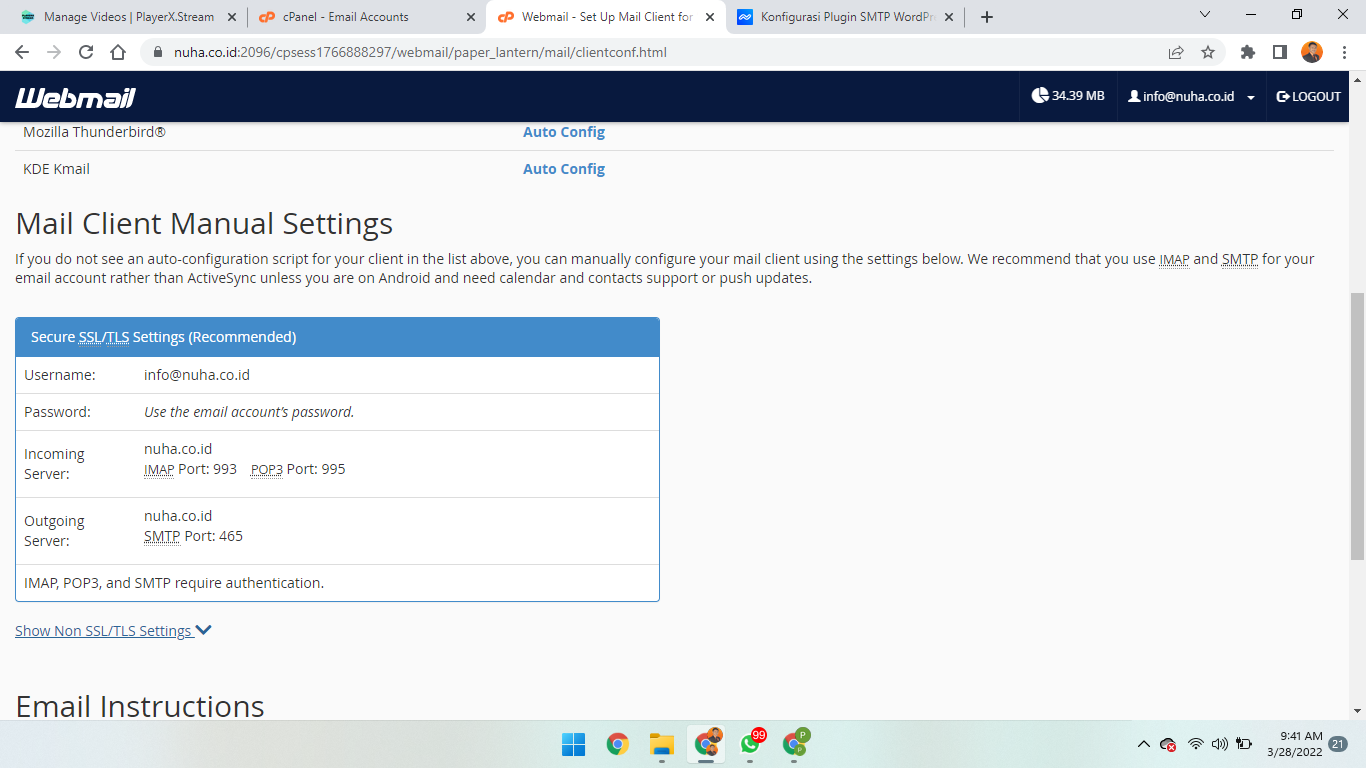 Manage Videos | PlayerX.Stream
cPanel - Email Accounts
Webmail - Set Up Mail Client for
Konfigurasi Plugin SMTP WordPr
nuha.co.id:2096/cpsess1766888297/webmail/paper_lantern/mail/clientconf.html
Webmail
34.39 MB
info@nuha.co.id
LOGOUT
Mozilla Thunderbird® Auto Config
KDE Kmail Auto Config
Mail Client Manual Settings
If you do not see an auto-configuration script for your client in the list above, you can manually configure your mail client using the settings below. We recommend that you use IMAP and SMTP for your
email account rather than ActiveSync unless you are on Android and need calendar and contacts support or push updates.
Secure SSL/TLS Settings (Recommended)
Username: info@nuha.co.id
Password: Use the email account's password.
Incoming Server: nuha.co.id
IMAP Port: 993 POP3 Port: 995
Outgoing Server: nuha.co.id
SMTP Port: 465
IMAP, POP3, and SMTP require authentication.
Show Non SSL/TLS Settings
Email Instructions
99
P
P
9:41 AM
3/28/2022
21